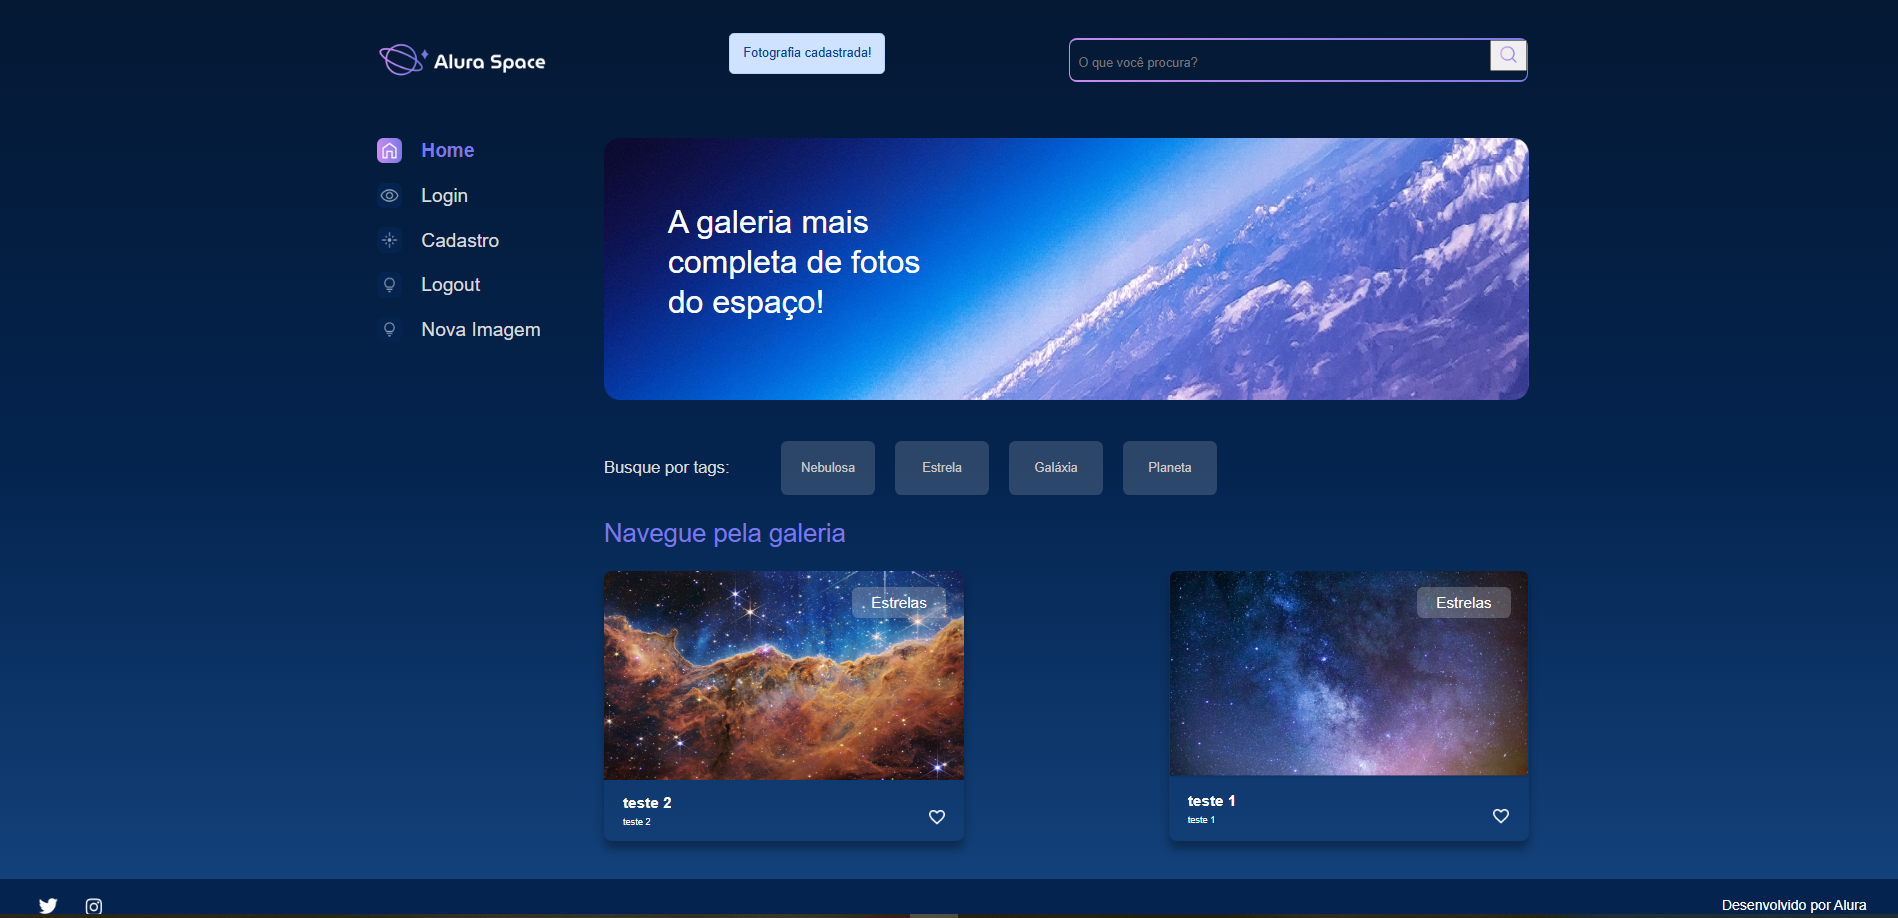 Alura Space
Fotografia cadastrada!
O que você procura?
Home
Login
Cadastro
Logout
Nova Imagem
A galeria mais
completa de fotos
do espaço!
Busque por tags:
Nebulosa
Estrela
Galáxia
Planeta
Navegue pela galeria
Estrelas
teste 2
teste 2
Estrelas
teste 1
teste 1
Desenvolvido por Alura